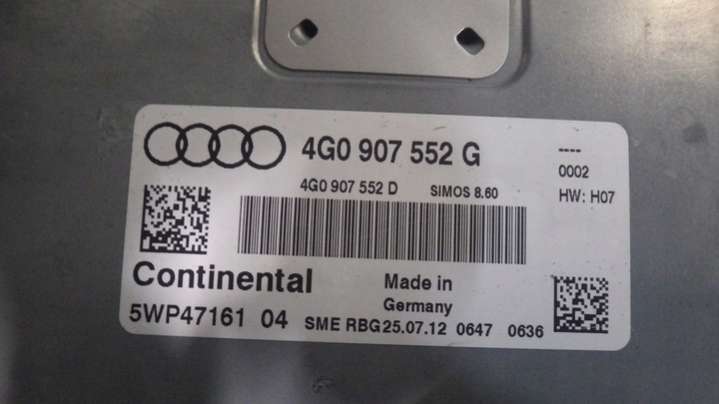 4G0 907 552 G
----
0002
4G0 907 552 D SIMOS 8.60
HW: H07
Continental
Made in
Germany
5WP47161 04
SME RBG25.07.12 0647 0636